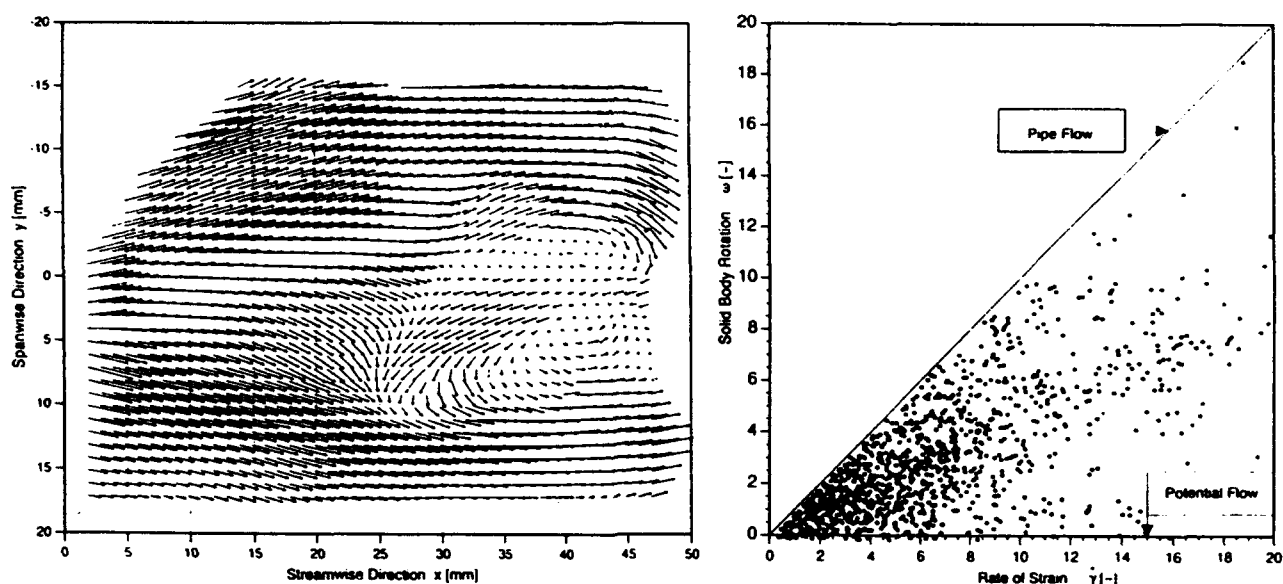 -20
-15
-10
-5
0
5
10
15
20
Spanwise Direction y [mm]
0 5 10 15 20 25 30 35 40 45 50
Streamwise Direction x [mm]
20
18
16
14
12
10
8
6
4
2
0
Solid Body Rotation ω [-]
Pipe Flow
Potential Flow
0 2 4 6 8 10 12 14 16 18 20
Rate of Strain γ̇ [-]